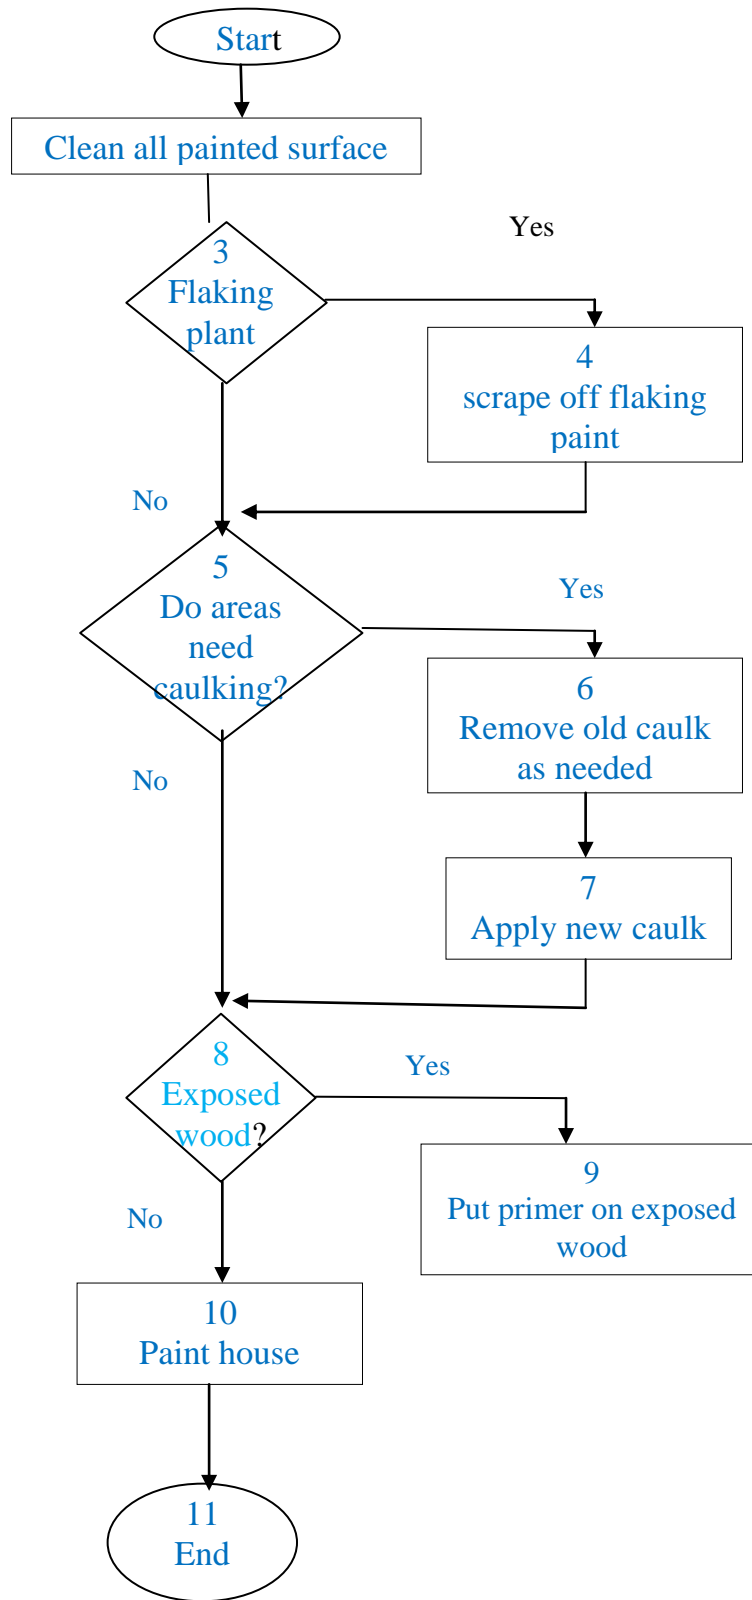 Start
Clean all painted surface
Yes
3
Flaking
plant
4
scrape off flaking
paint
No
5
Do areas
need
caulking?
Yes
6
Remove old caulk
as needed
No
7
Apply new caulk
8
Exposed
wood?
Yes
9
Put primer on exposed
wood
No
10
Paint house
11
End